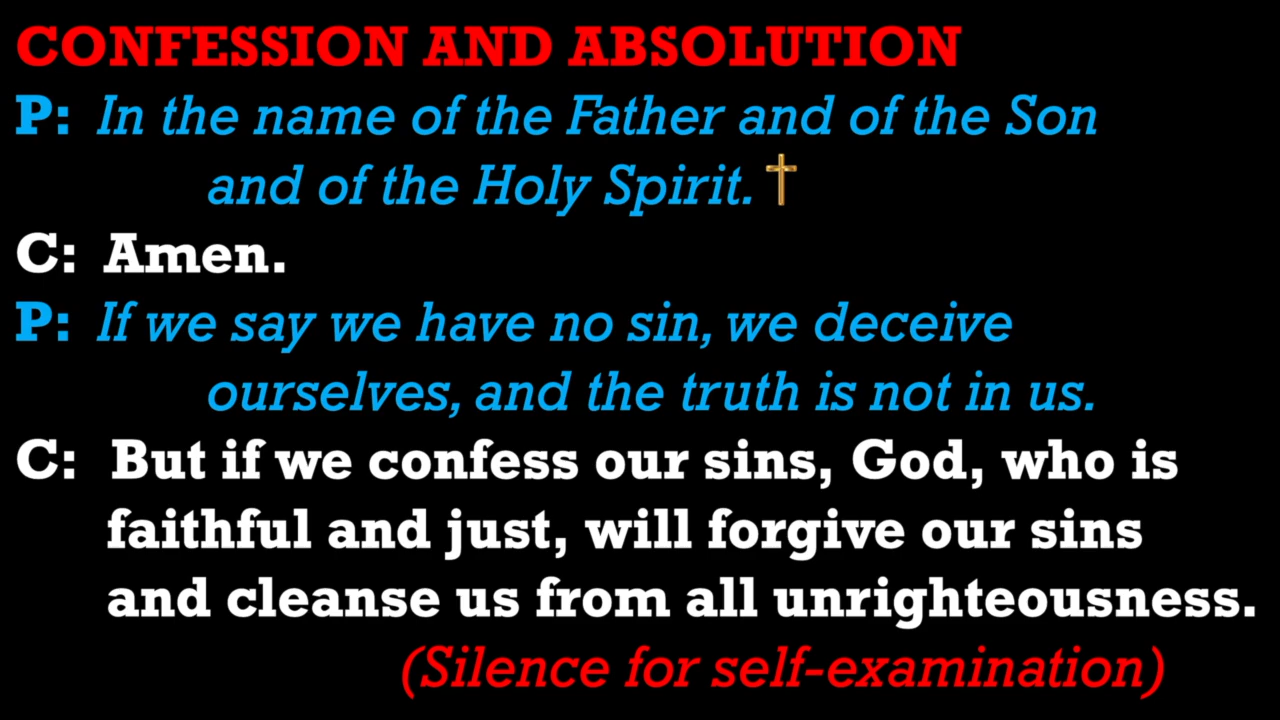 CONFESSION AND ABSOLUTION
P: In the name of the Father and of the Son
and of the Holy Spirit.
C: Amen.
P: If we say we have no sin, we deceive
ourselves, and the truth is not in us.
C: But if we confess our sins, God, who is
faithful and just, will forgive our sins
and cleanse us from all unrighteousness.
(Silence for self-examination)